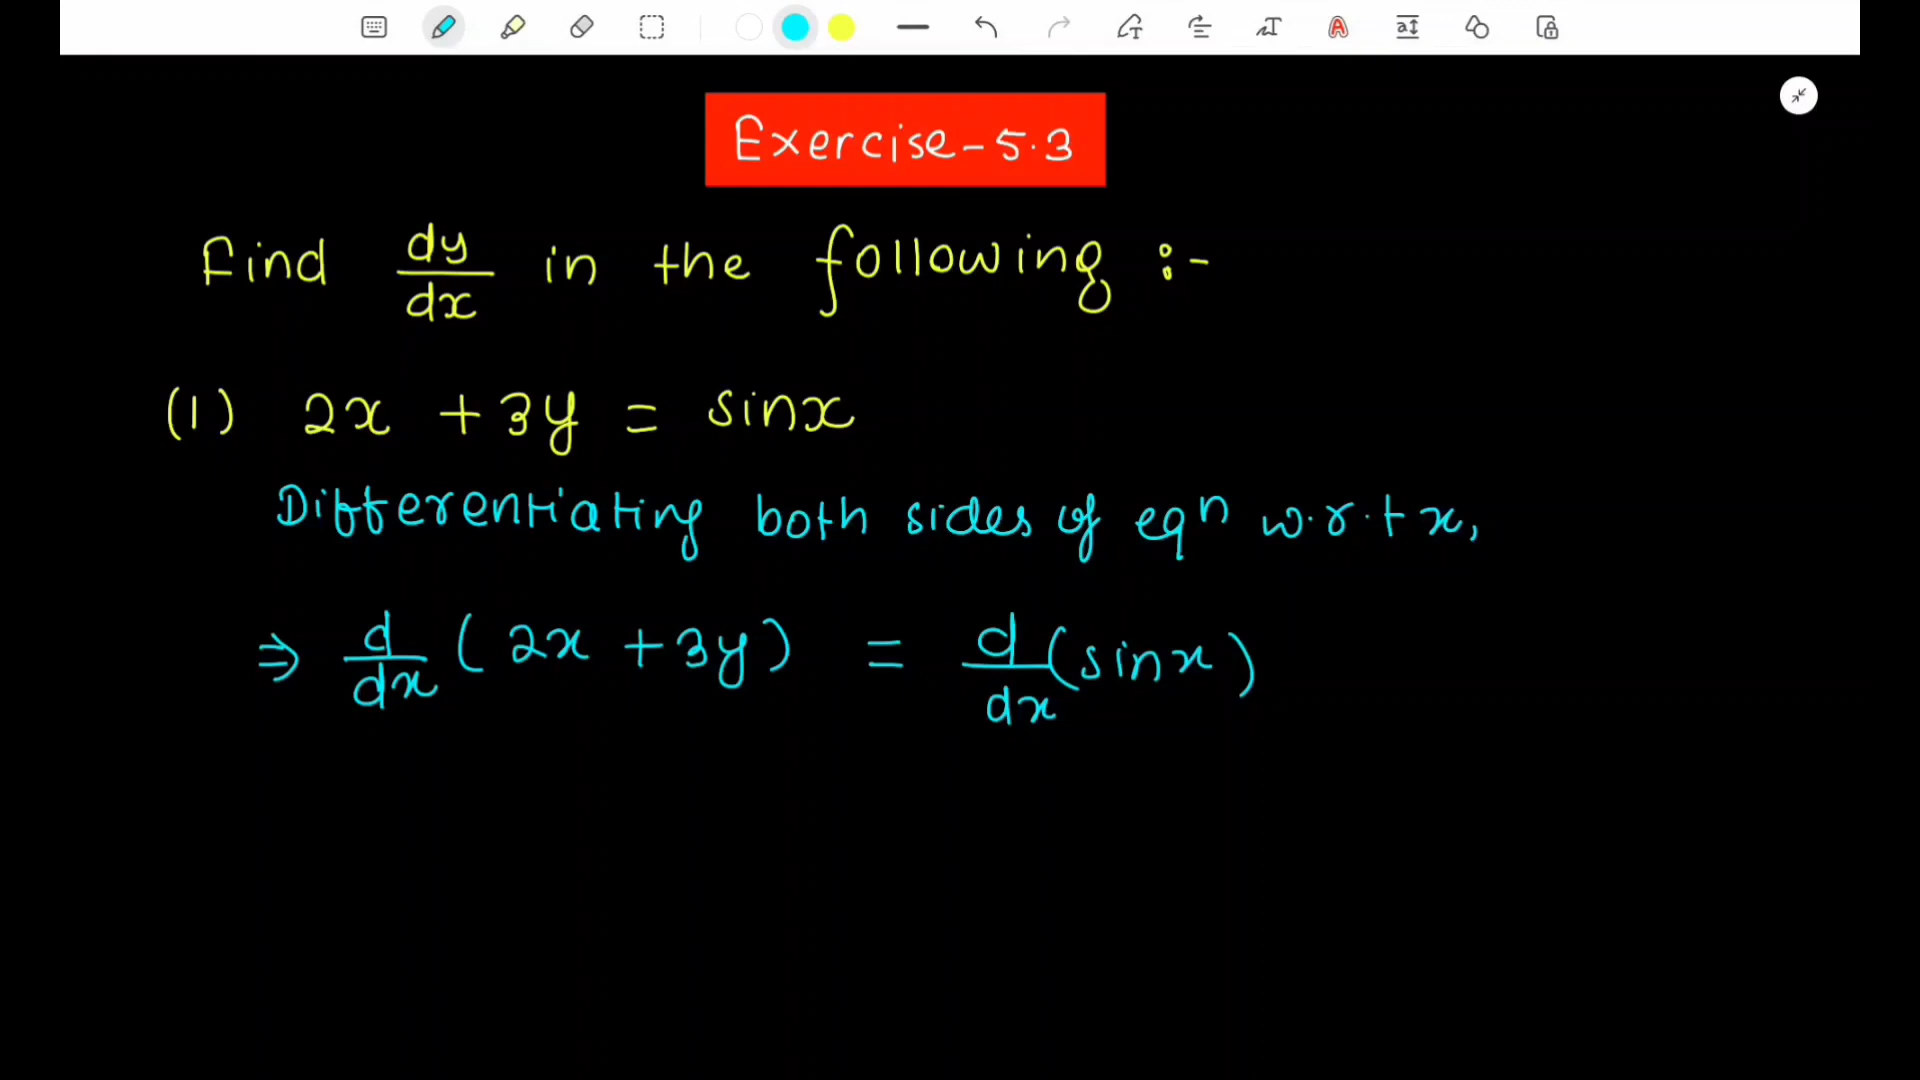 Exercise-5.3
Find dy/dx in the following :-
(1) 2x + 3y = sinx
Differentiating both sides of eqⁿ w.r.t x,
⇒ d/dx (2x + 3y) = d/dx (sinx)